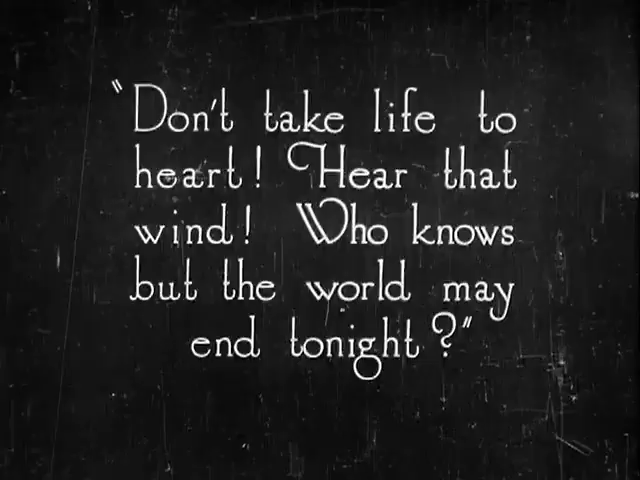 "Don't take life to
heart! Hear that
wind! Who knows
but the world may
end tonight?"